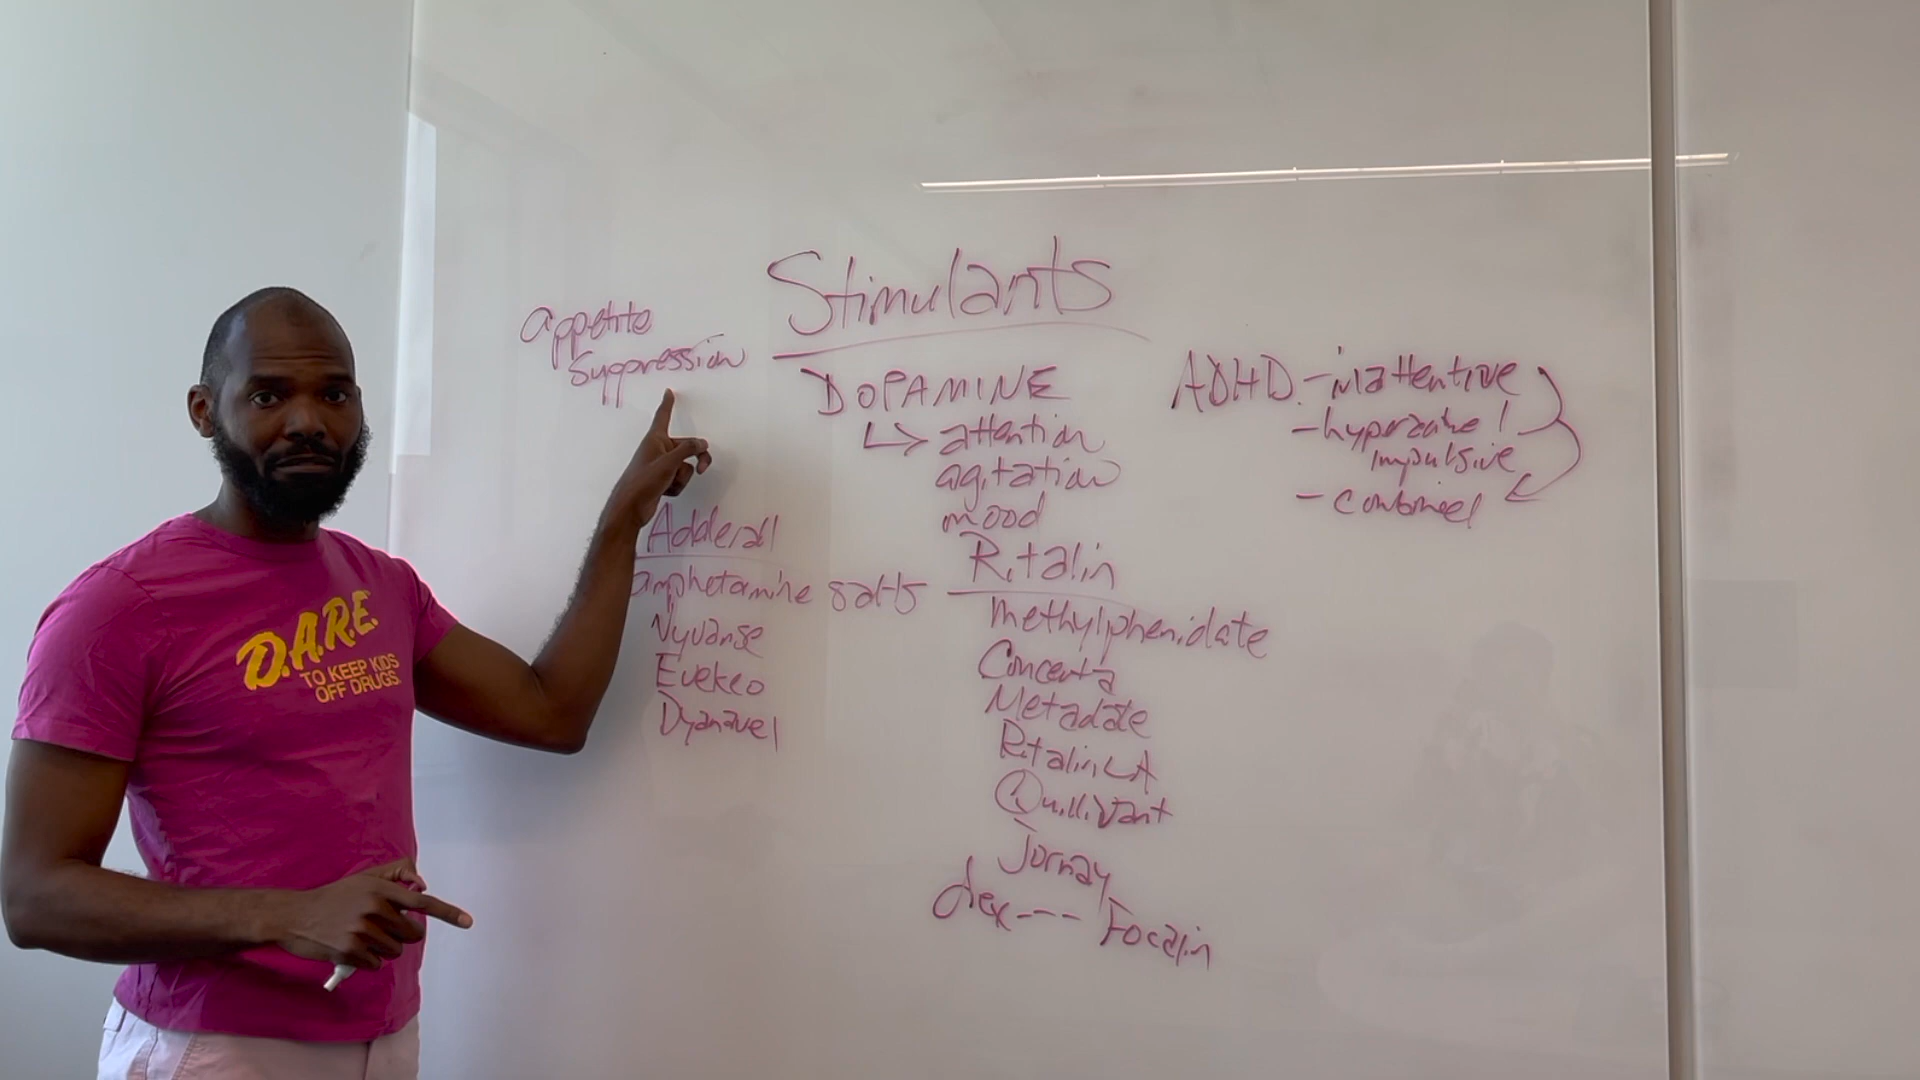 Stimulants
appetite
suppression
DOPAMINE
↳ attention
agitation
mood
ADHD - inattentive
- hyperactive /
impulsive
- combined
Adderall
amphetamine salts
Vyvanse
Evekeo
Dyanavel
Ritalin
methylphenidate
Concerta
Metadate
Ritalin LA
Quillivant
Jornay
dex--- Focalin
D.A.R.E.
TO KEEP KIDS
OFF DRUGS.